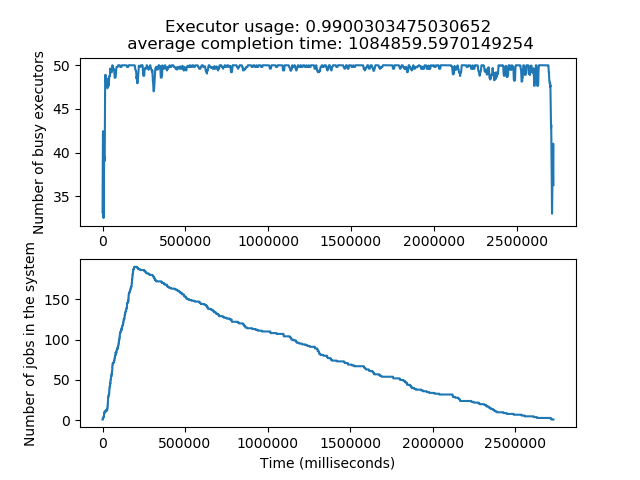 Executor usage: 0.9900303475030652
average completion time: 1084859.5970149254
Number of busy executors
50
45
40
35
0 500000 1000000 1500000 2000000 2500000
Number of jobs in the system
150
100
50
0
0 500000 1000000 1500000 2000000 2500000
Time (milliseconds)